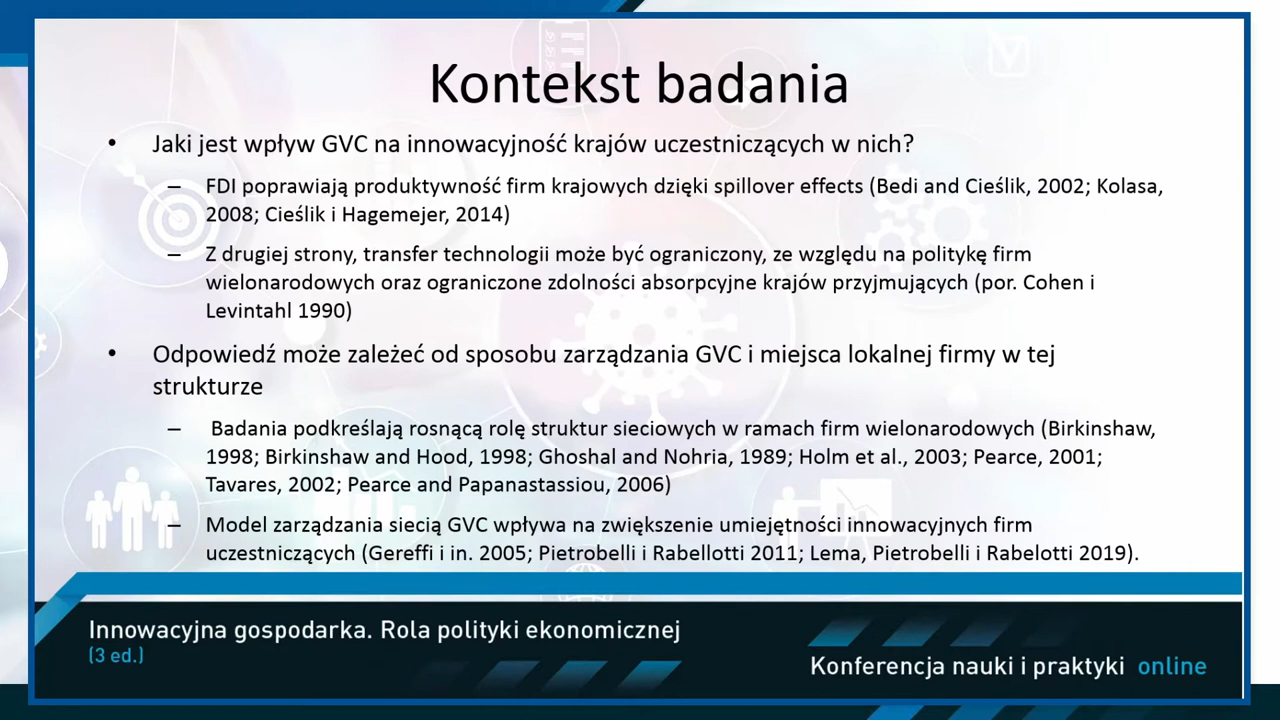 Kontekst badania
• Jaki jest wpływ GVC na innowacyjność krajów uczestniczących w nich?
– FDI poprawiają produktywność firm krajowych dzięki spillover effects (Bedi and Cieślik, 2002; Kolasa,
2008; Cieślik i Hagemejer, 2014)
– Z drugiej strony, transfer technologii może być ograniczony, ze względu na politykę firm
wielonarodowych oraz ograniczone zdolności absorpcyjne krajów przyjmujących (por. Cohen i
Levintahl 1990)
• Odpowiedź może zależeć od sposobu zarządzania GVC i miejsca lokalnej firmy w tej
strukturze
– Badania podkreślają rosnącą rolę struktur sieciowych w ramach firm wielonarodowych (Birkinshaw,
1998; Birkinshaw and Hood, 1998; Ghoshal and Nohria, 1989; Holm et al., 2003; Pearce, 2001;
Tavares, 2002; Pearce and Papanastassiou, 2006)
– Model zarządzania siecią GVC wpływa na zwiększenie umiejętności innowacyjnych firm
uczestniczących (Gereffi i in. 2005; Pietrobelli i Rabellotti 2011; Lema, Pietrobelli i Rabelotti 2019).
Innowacyjna gospodarka. Rola polityki ekonomicznej
(3 ed.)
Konferencja nauki i praktyki online